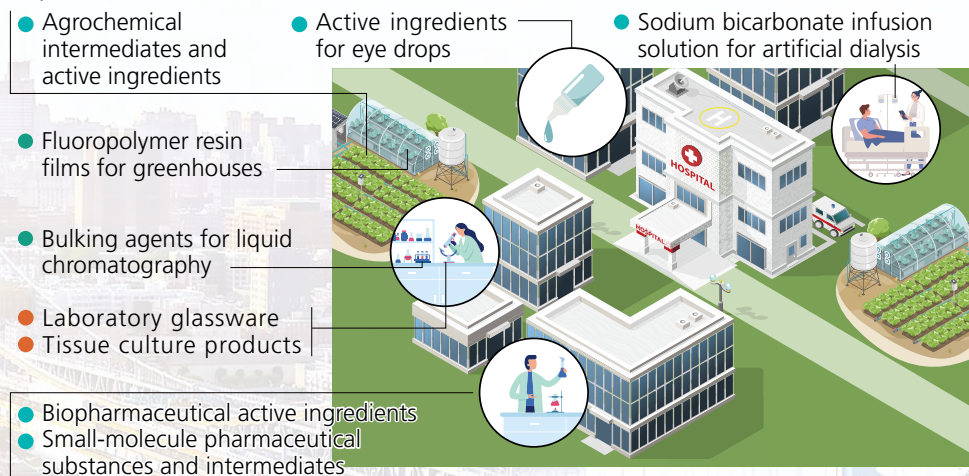 Agrochemical
intermediates and
active ingredients
Active ingredients
for eye drops
Sodium bicarbonate infusion
solution for artificial dialysis
Fluoropolymer resin
films for greenhouses
Bulking agents for liquid
chromatography
Laboratory glassware
Tissue culture products
Biopharmaceutical active ingredients
Small-molecule pharmaceutical
substances and intermediates
H
HOSPITAL
HOSPITAL